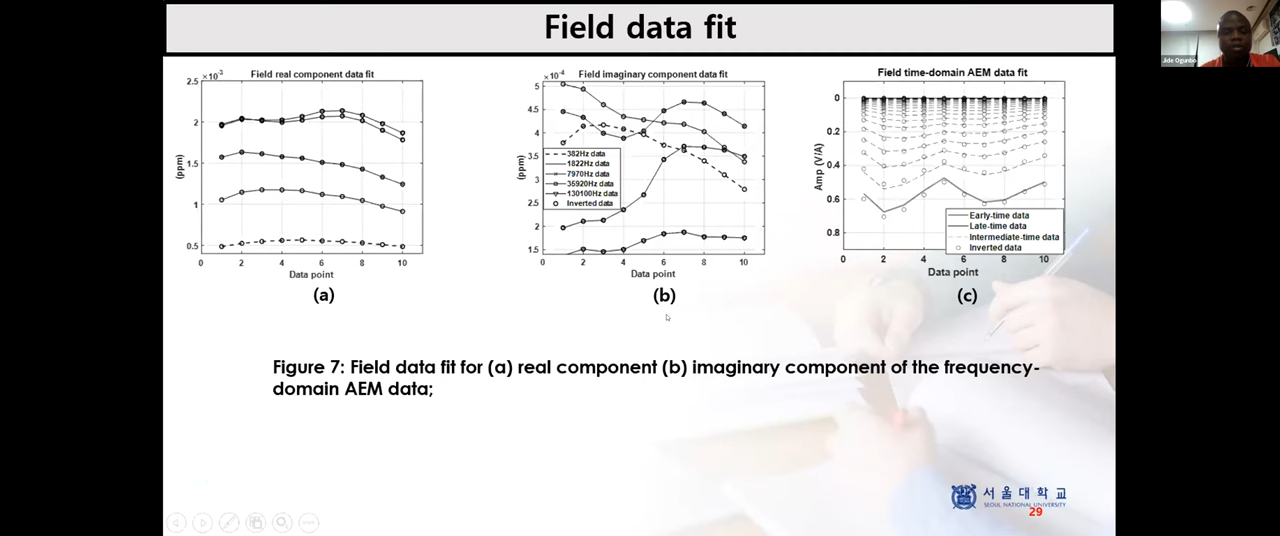 Field data fit
Jide Ogunbo
Field real component data fit
×10⁻³
2.5
2
1.5
1
0.5
(ppm)
0 2 4 6 8 10
Data point
(a)
Field imaginary component data fit
×10⁻⁴
5
4.5
4
3.5
3
2
1.5
(ppm)
382Hz data
1822Hz data
7970Hz data
35920Hz data
130100Hz data
Inverted data
0 2 4 6 8 10
Data point
(b)
Field time-domain AEM data fit
0
0.2
0.4
0.6
0.8
Amp (V/A)
Early-time data
Late-time data
Intermediate-time data
Inverted data
0 2 4 6 8 10
Data point
(c)
Figure 7: Field data fit for (a) real component (b) imaginary component of the frequency-
domain AEM data;
서울대학교
SEOUL NATIONAL UNIVERSITY
29